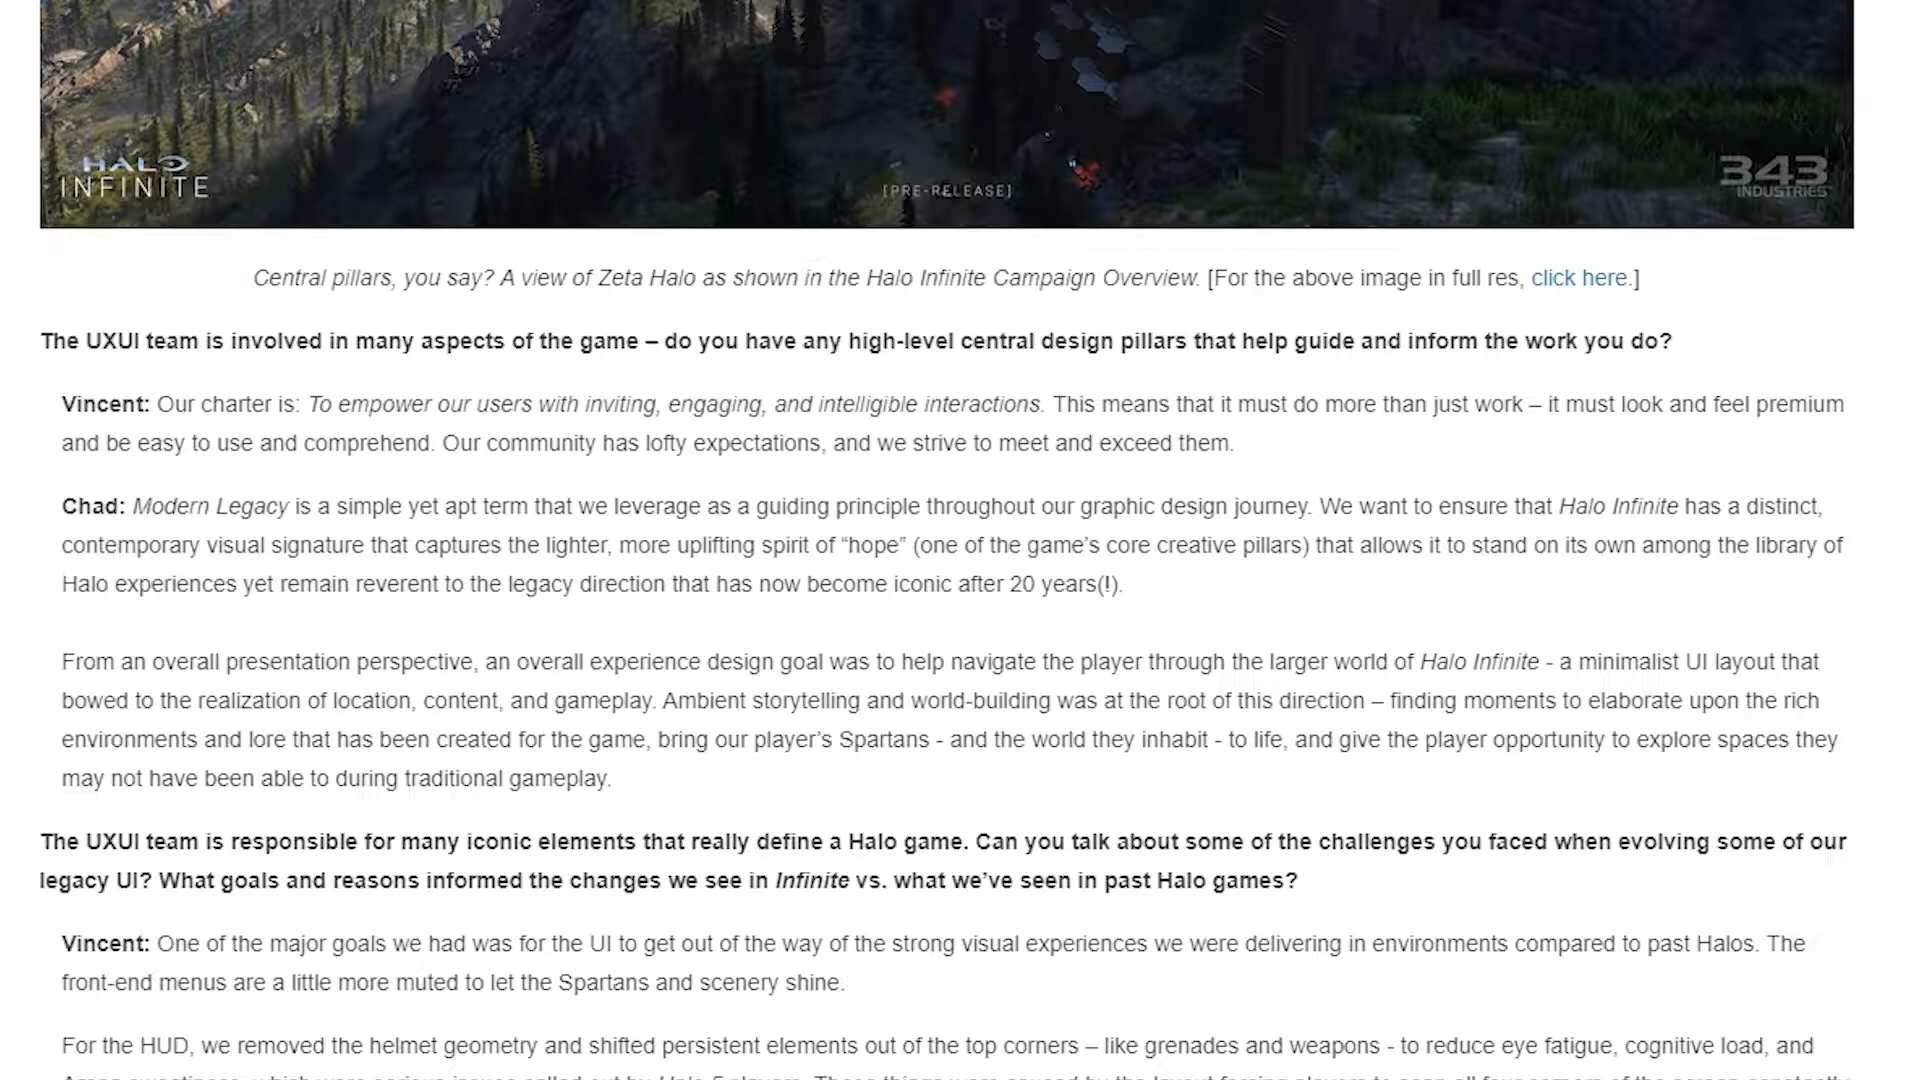 HALO
INFINITE
[PRE-RELEASE]
343
INDUSTRIES
Central pillars, you say? A view of Zeta Halo as shown in the Halo Infinite Campaign Overview. [For the above image in full res, click here.]
The UXUI team is involved in many aspects of the game – do you have any high-level central design pillars that help guide and inform the work you do?
Vincent: Our charter is: To empower our users with inviting, engaging, and intelligible interactions. This means that it must do more than just work – it must look and feel premium
and be easy to use and comprehend. Our community has lofty expectations, and we strive to meet and exceed them.
Chad: Modern Legacy is a simple yet apt term that we leverage as a guiding principle throughout our graphic design journey. We want to ensure that Halo Infinite has a distinct,
contemporary visual signature that captures the lighter, more uplifting spirit of “hope” (one of the game’s core creative pillars) that allows it to stand on its own among the library of
Halo experiences yet remain reverent to the legacy direction that has now become iconic after 20 years(!).
From an overall presentation perspective, an overall experience design goal was to help navigate the player through the larger world of Halo Infinite - a minimalist UI layout that
bowed to the realization of location, content, and gameplay. Ambient storytelling and world-building was at the root of this direction – finding moments to elaborate upon the rich
environments and lore that has been created for the game, bring our player’s Spartans - and the world they inhabit - to life, and give the player opportunity to explore spaces they
may not have been able to during traditional gameplay.
The UXUI team is responsible for many iconic elements that really define a Halo game. Can you talk about some of the challenges you faced when evolving some of our
legacy UI? What goals and reasons informed the changes we see in Infinite vs. what we’ve seen in past Halo games?
Vincent: One of the major goals we had was for the UI to get out of the way of the strong visual experiences we were delivering in environments compared to past Halos. The
front-end menus are a little more muted to let the Spartans and scenery shine.
For the HUD, we removed the helmet geometry and shifted persistent elements out of the top corners – like grenades and weapons - to reduce eye fatigue, cognitive load, and